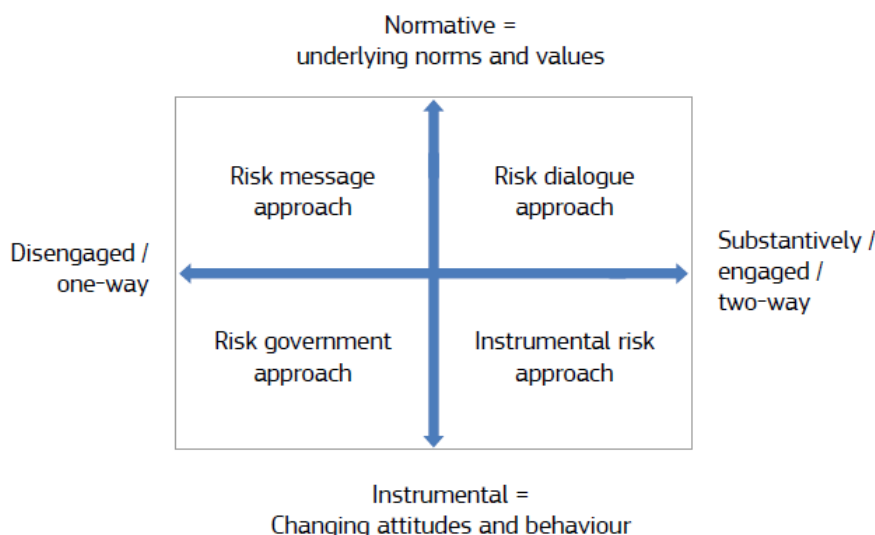 Normative =
underlying norms and values
Risk message
approach
Risk dialogue
approach
Disengaged /
one-way
Substantively /
engaged /
two-way
Risk government
approach
Instrumental risk
approach
Instrumental =
Changing attitudes and behaviour